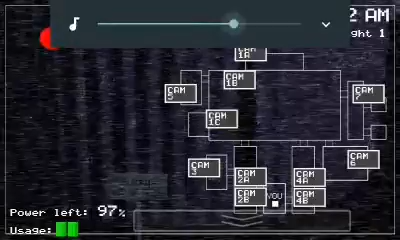 2 AM
ght 1
CAM
1A
CAM
1B
CAM
5
CAM
7
CAM
1C
CAM
3
CAM
6
CAM
2A
CAM
4A
CAM
2B
YOU
CAM
4B
Power left: 97%
Usage: